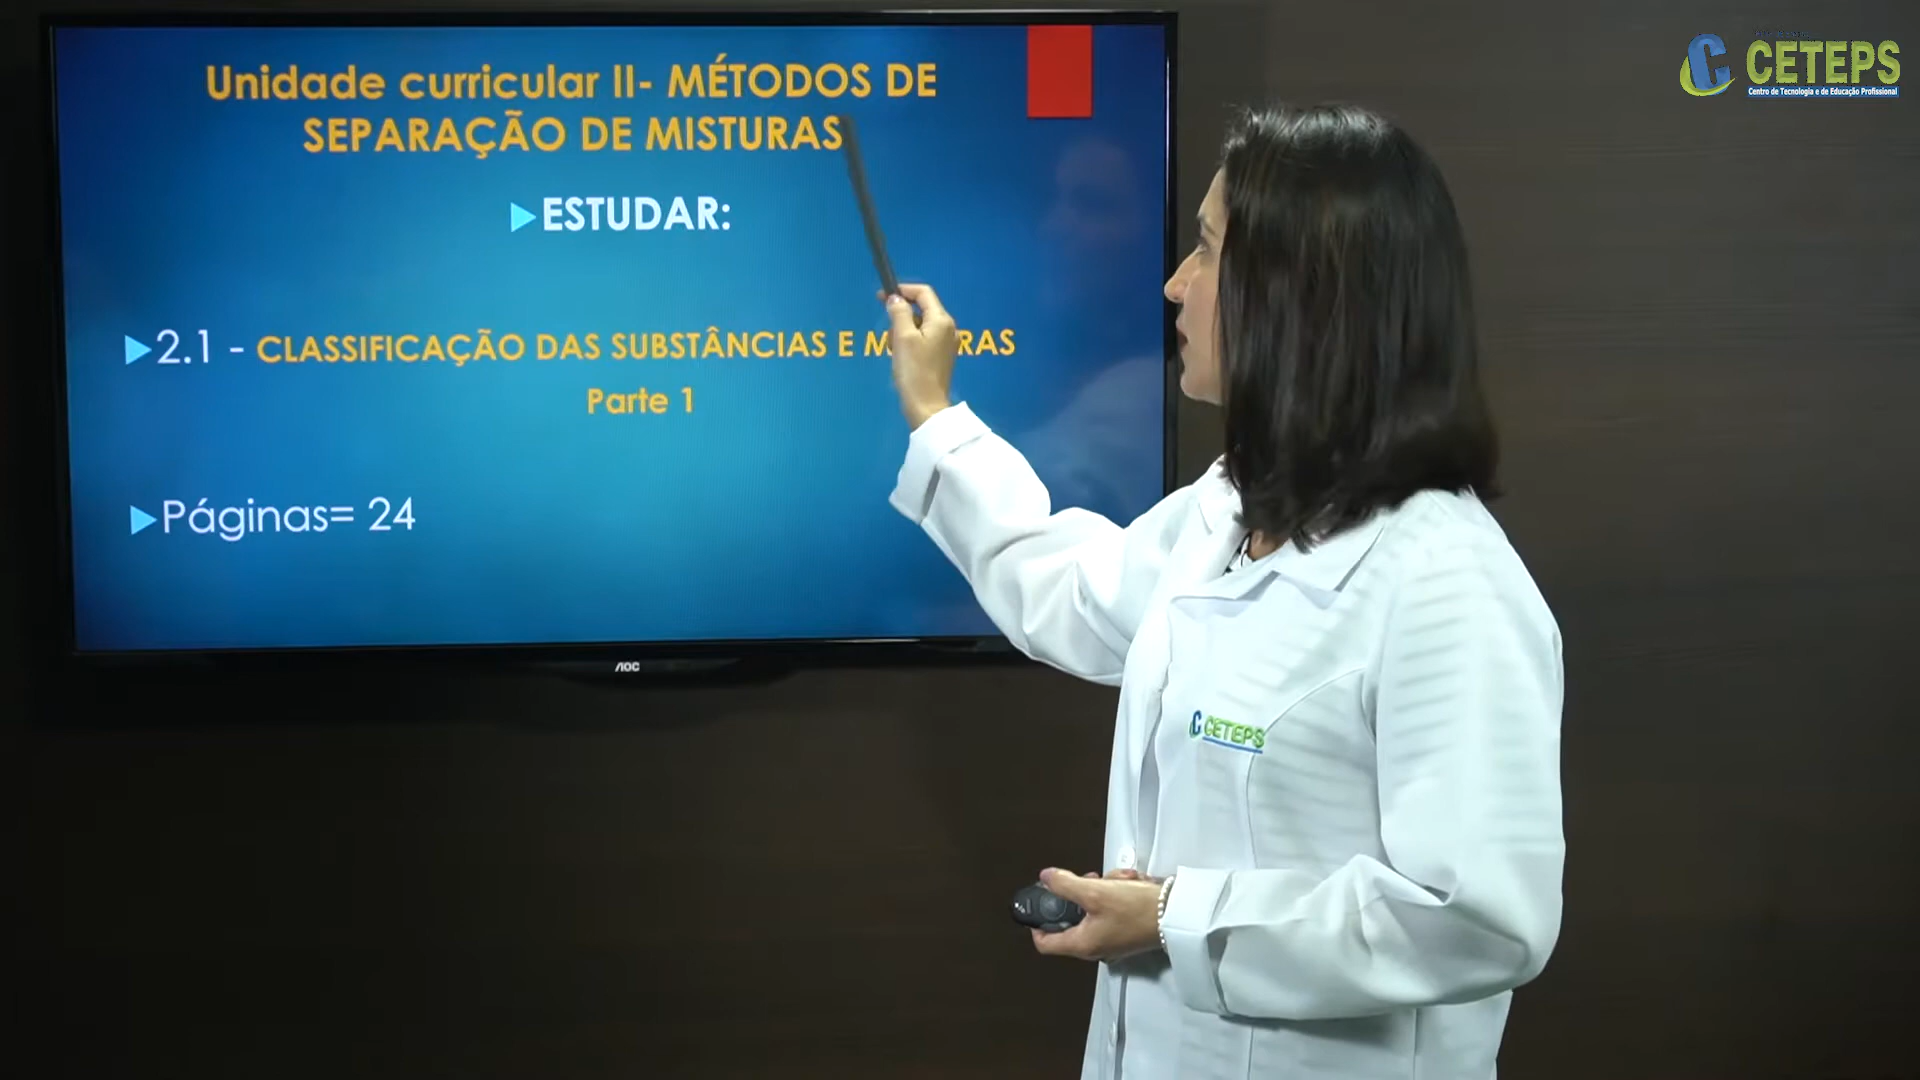 Unidade curricular II- MÉTODOS DE
SEPARAÇÃO DE MISTURAS
ESTUDAR:
2.1 - CLASSIFICAÇÃO DAS SUBSTÂNCIAS E
Parte 1
Páginas= 24
AOC
CETEPS
CETEPS
Centro de Tecnologia e de Educação Profissional